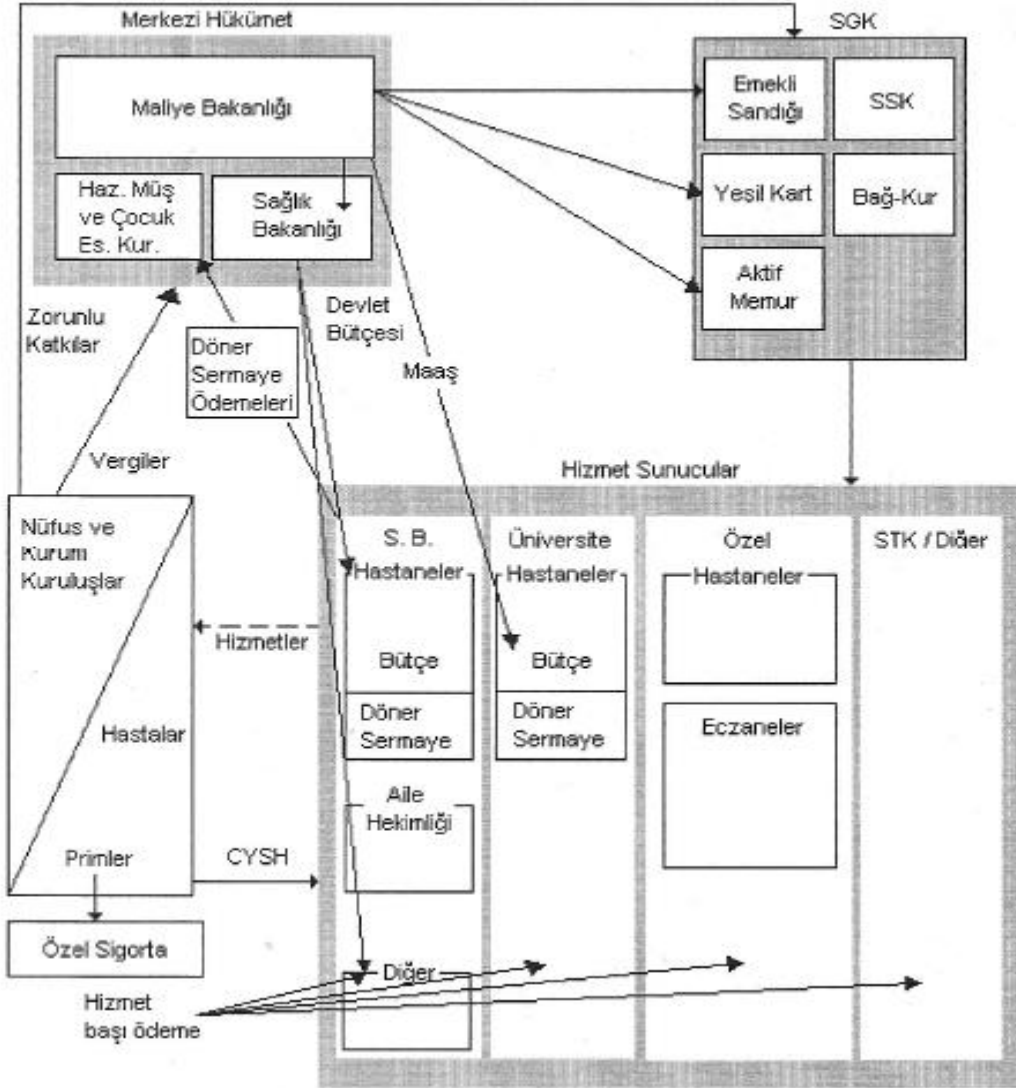 Merkezi Hükümet
SGK
Maliye Bakanlığı
Emekli
Sandığı
SSK
Haz. Müş
ve Çocuk
Es. Kur.
Sağlık
Bakanlığı
Yeşil Kart
Bağ-Kur
Aktif
Memur
Zorunlu
Katkılar
Devlet
Bütçesi
Döner
Sermaye
Ödemeleri
Maaş
Vergiler
Hizmet Sunucular
Nüfus ve
Kurum
Kuruluşlar
S. B.
Hastaneler
Üniversite
Hastaneler
Özel
Hastaneler
STK / Diğer
Hizmetler
Bütçe
Bütçe
Döner
Sermaye
Döner
Sermaye
Eczaneler
Hastalar
Aile
Hekimliği
Primler
CYSH
Özel Sigorta
Diğer
Hizmet
başı ödeme